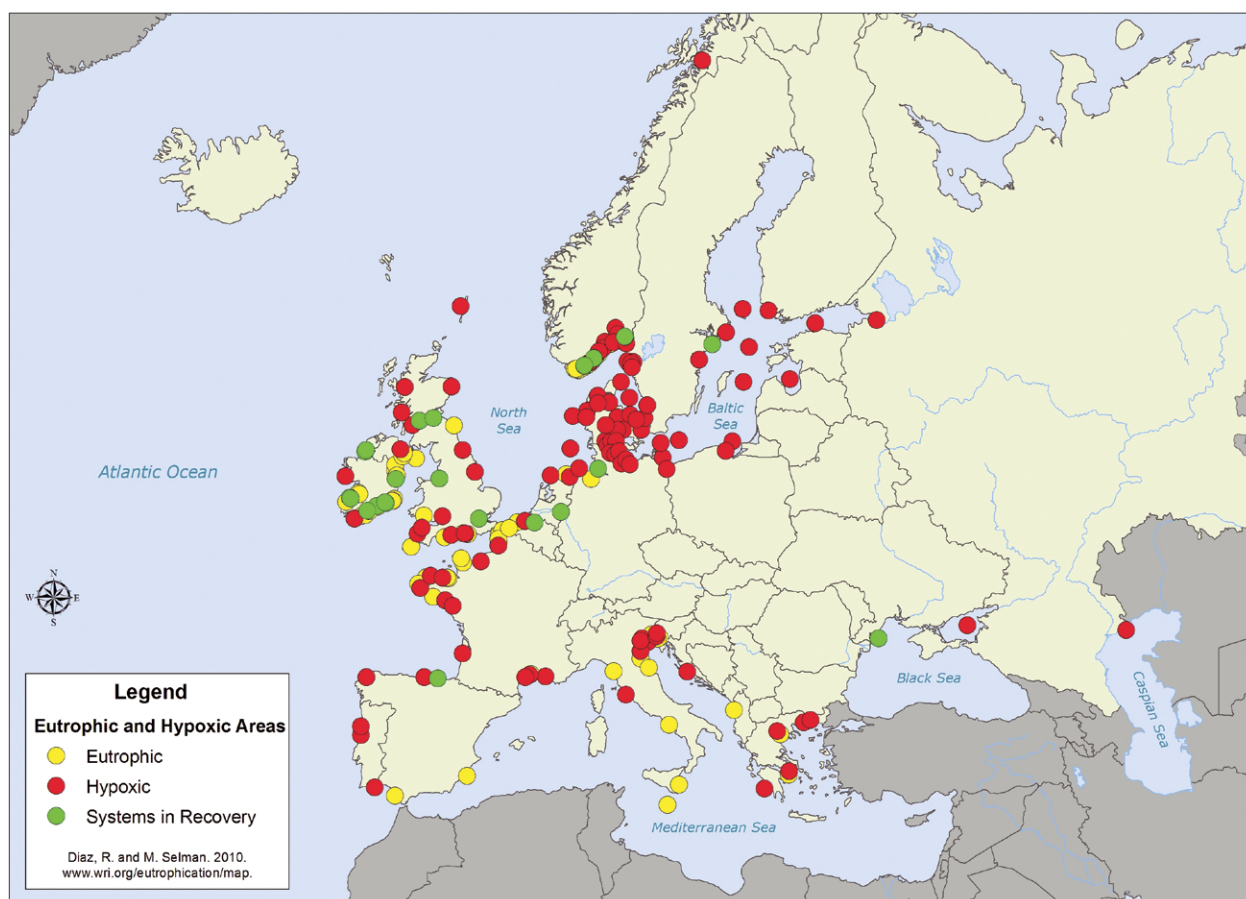 Atlantic Ocean
North
Sea
Baltic
Sea
Black Sea
Caspian Sea
Mediterranean Sea
N
W
E
S
Legend
Eutrophic and Hypoxic Areas
Eutrophic
Hypoxic
Systems in Recovery
Diaz, R. and M. Selman. 2010.
www.wri.org/eutrophication/map.